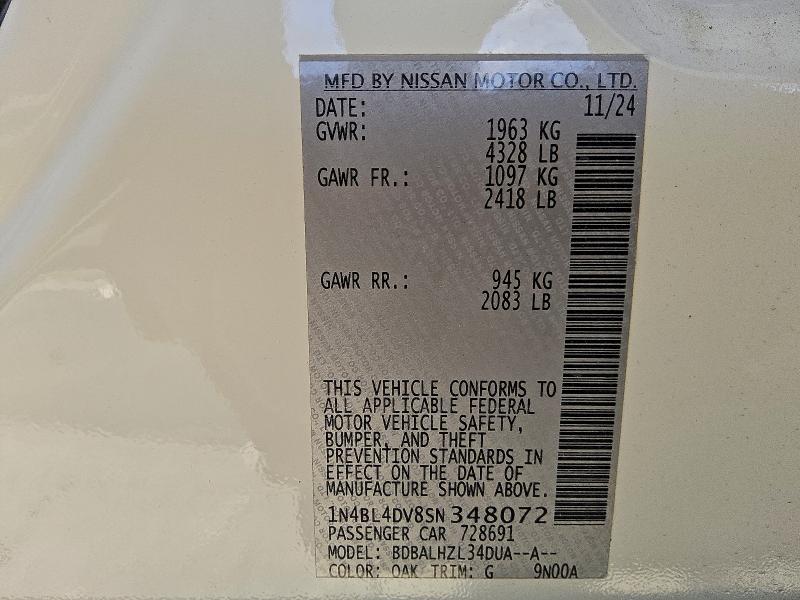 MFD BY NISSAN MOTOR CO., LTD.
DATE: 11/24
GVWR: 1963 KG
4328 LB
GAWR FR.: 1097 KG
2418 LB
GAWR RR.: 945 KG
2083 LB
THIS VEHICLE CONFORMS TO
ALL APPLICABLE FEDERAL
MOTOR VEHICLE SAFETY,
BUMPER, AND THEFT
PREVENTION STANDARDS IN
EFFECT ON THE DATE OF
MANUFACTURE SHOWN ABOVE.
1N4BL4DV8SN348072
PASSENGER CAR 728691
MODEL: BDBALHZL34DUA--A--
COLOR: QAK TRIM: G 9N00A